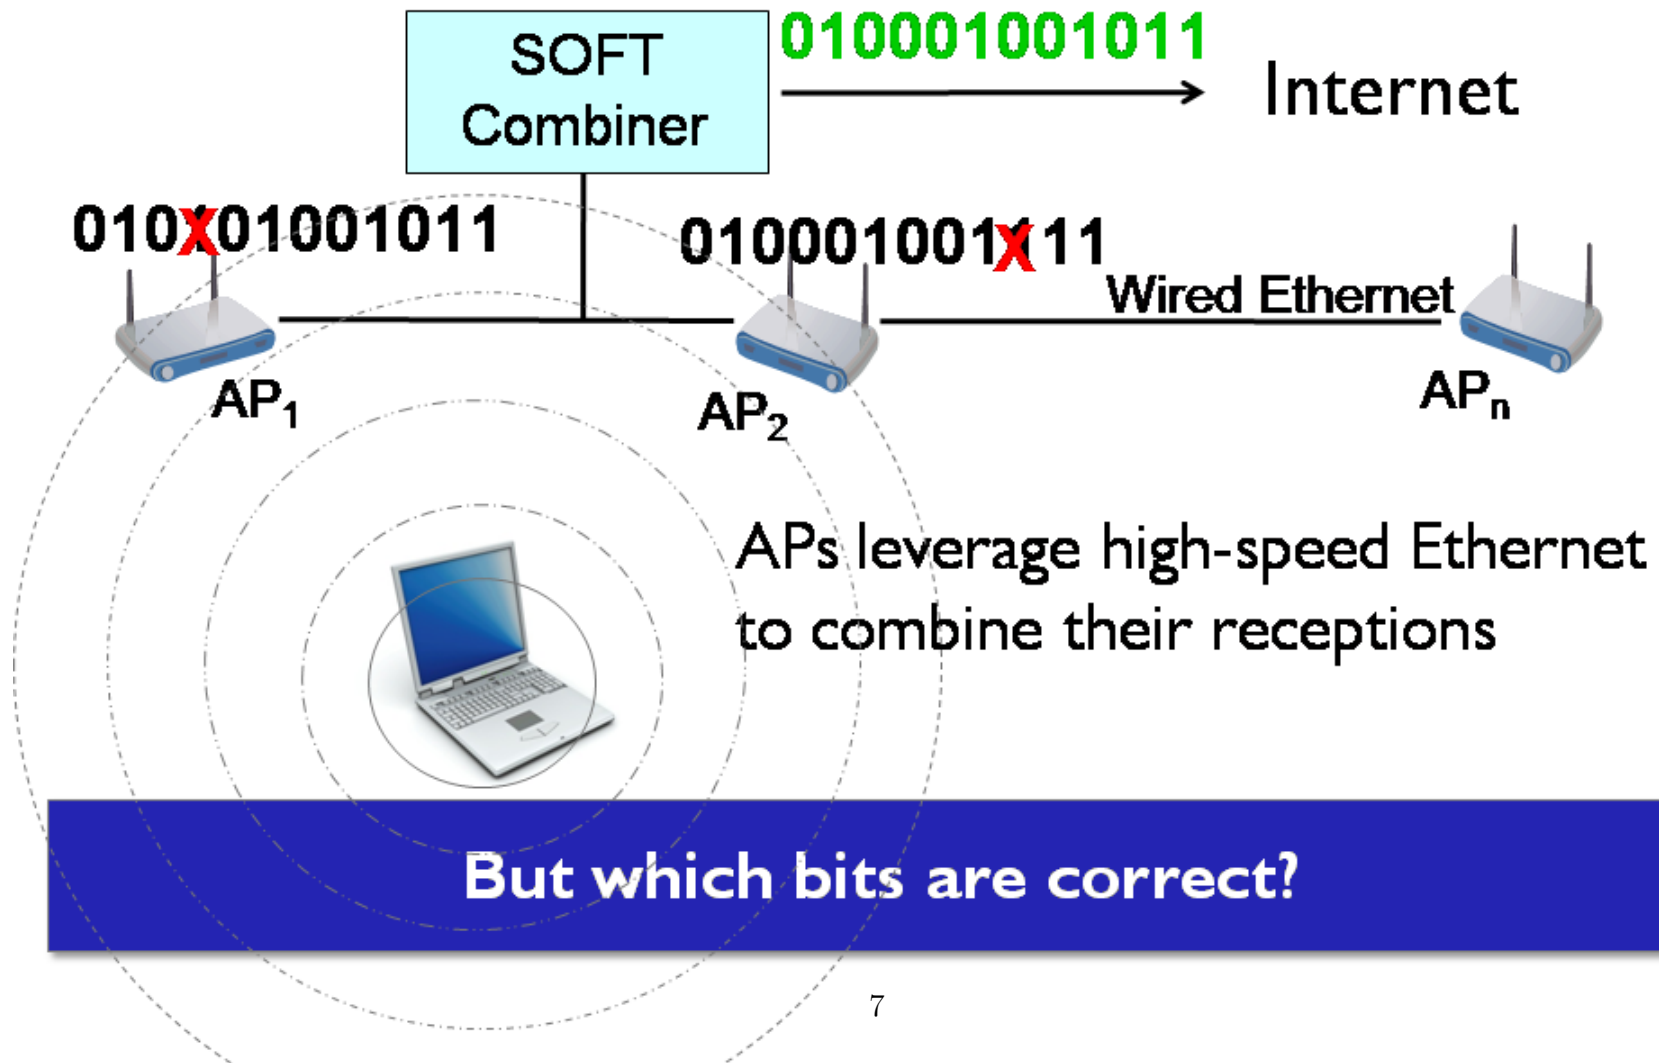 SOFT
Combiner
010001001011
Internet
010X01001011
010001001X11
Wired Ethernet
AP₁
AP₂
APₙ
APs leverage high-speed Ethernet
to combine their receptions
But which bits are correct?
7